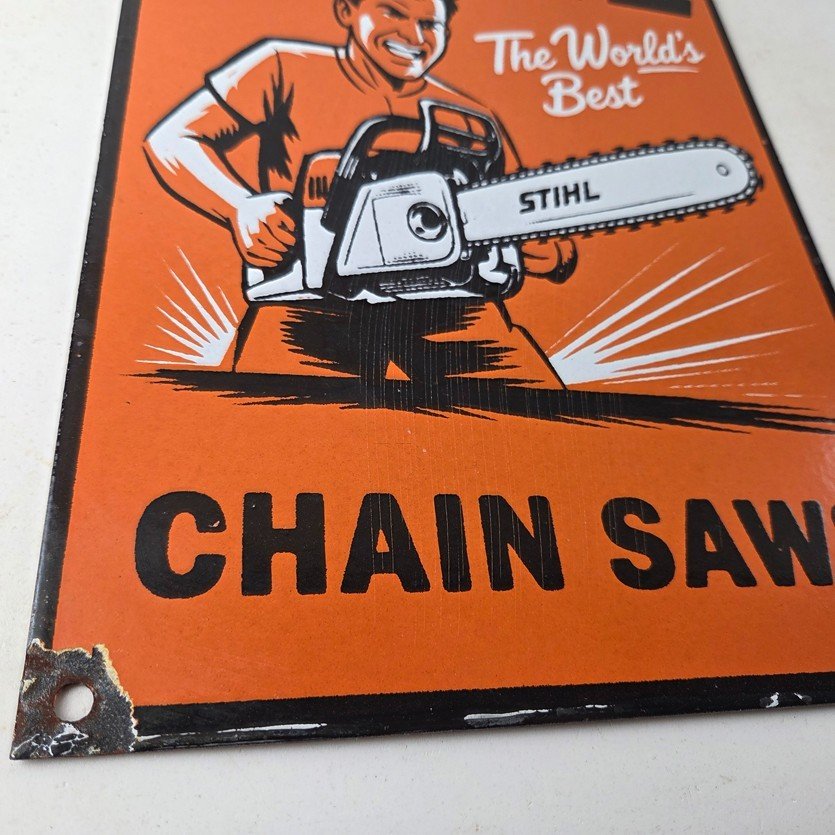 The World's
Best
STIHL
CHAIN SAW